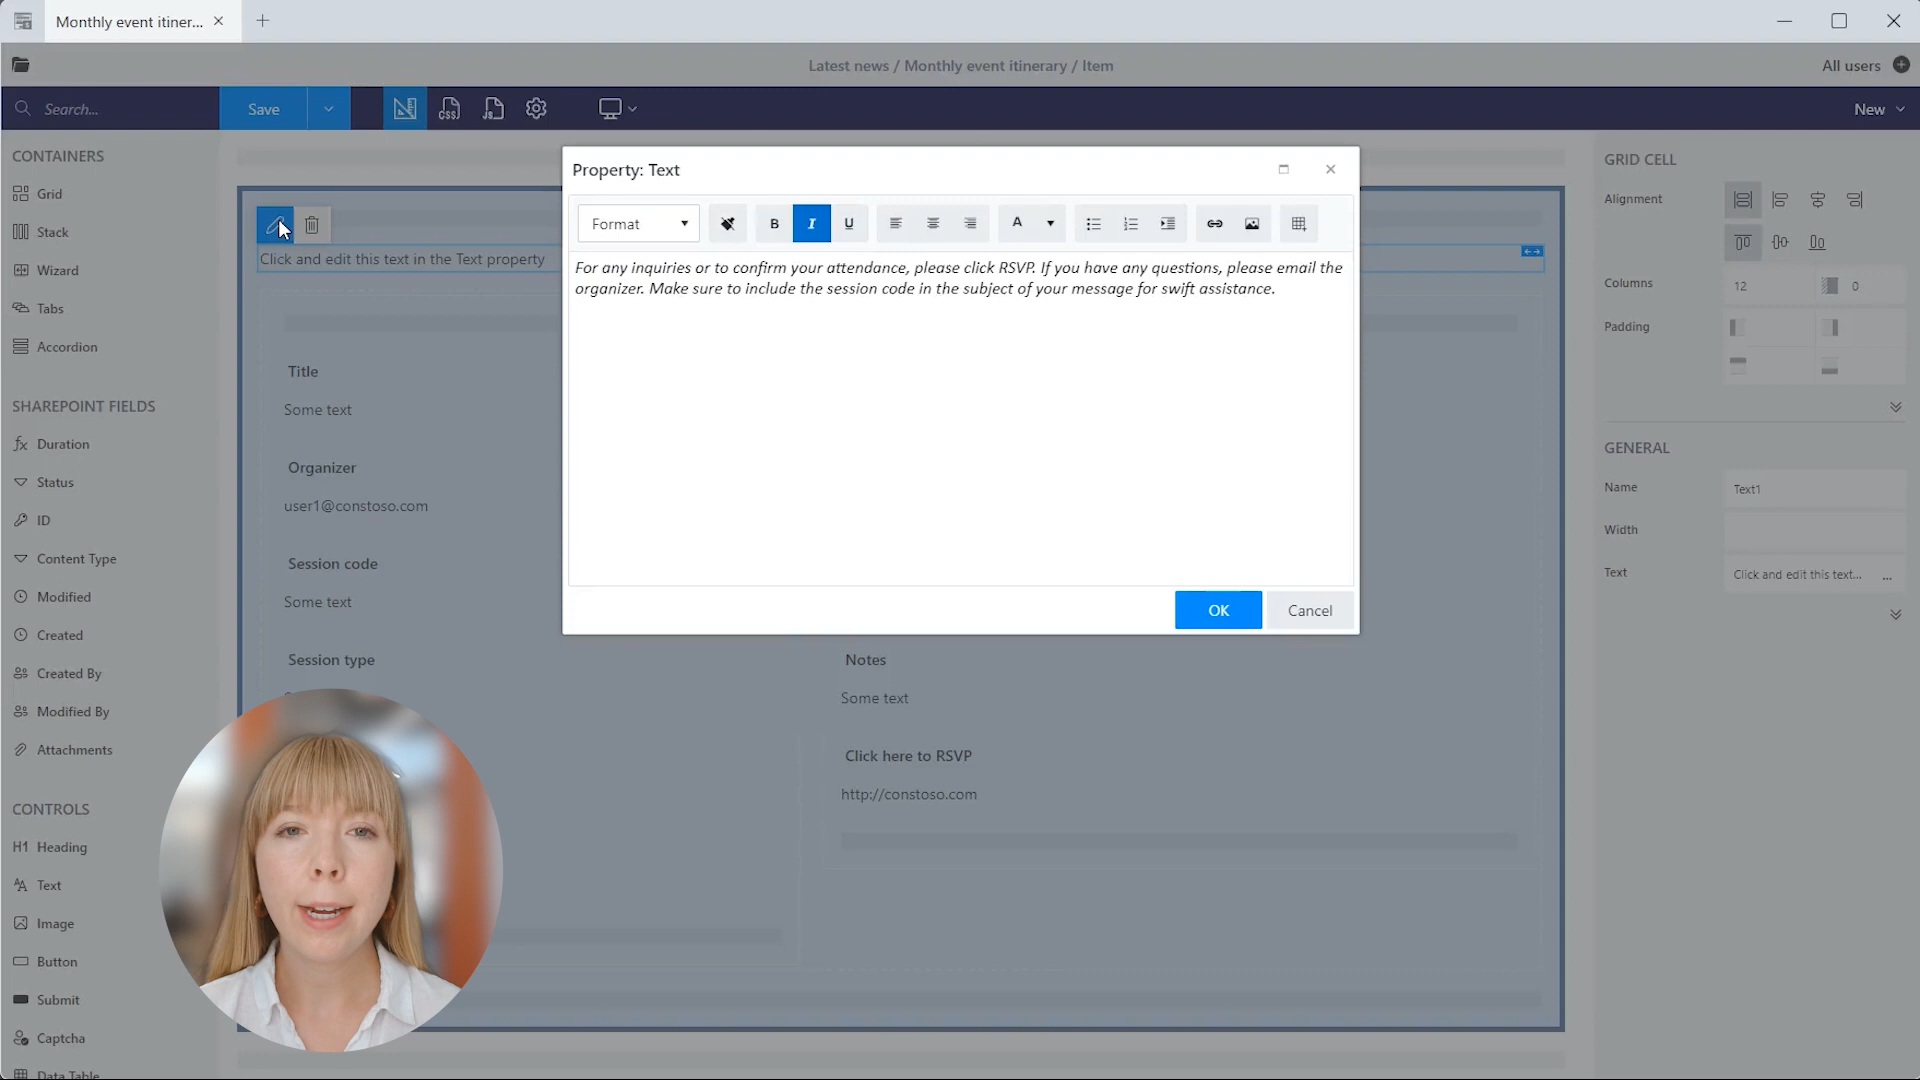 Monthly event itiner...
Latest news / Monthly event itinerary / Item
All users
Search...
Save
CSS
JS
New
CONTAINERS
Grid
Stack
Wizard
Tabs
Accordion
SHAREPOINT FIELDS
fx Duration
Status
ID
Content Type
Modified
Created
Created By
Modified By
Attachments
CONTROLS
H1 Heading
Text
Image
Button
Submit
Captcha
Data Table
Click and edit this text in the Text property
Title
Some text
Organizer
user1@constoso.com
Session code
Some text
Session type
Notes
Some text
Click here to RSVP
http://constoso.com
Property: Text
Format
B
I
U
A
For any inquiries or to confirm your attendance, please click RSVP. If you have any questions, please email the
organizer. Make sure to include the session code in the subject of your message for swift assistance.
OK
Cancel
GRID CELL
Alignment
Columns
12
0
Padding
GENERAL
Name
Text1
Width
Text
Click and edit this text...
...